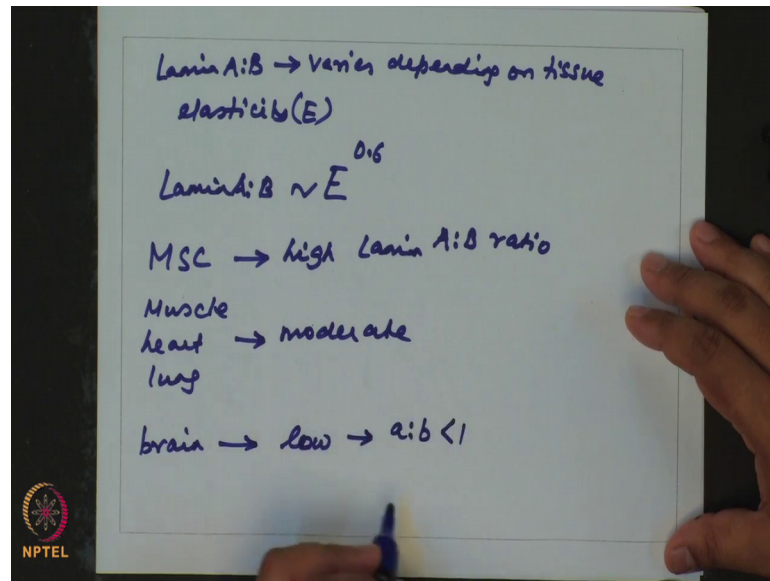 Lamin A:B → varies depending on tissue
elasticity (E)
Lamin A:B ~ E^0.6
MSC → high Lamin A:B ratio
Muscle
heart → moderate
lung
brain → low → a:b < 1
NPTEL